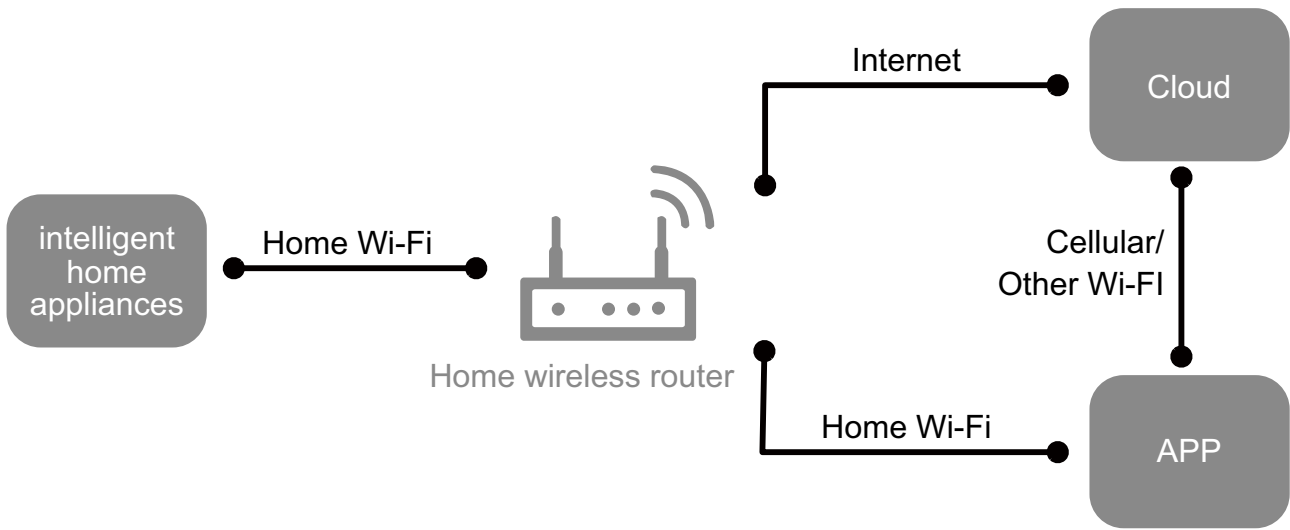 Internet
Cloud
intelligent
home
appliances
Home Wi-Fi
Cellular/
Other Wi-FI
Home wireless router
Home Wi-Fi
APP